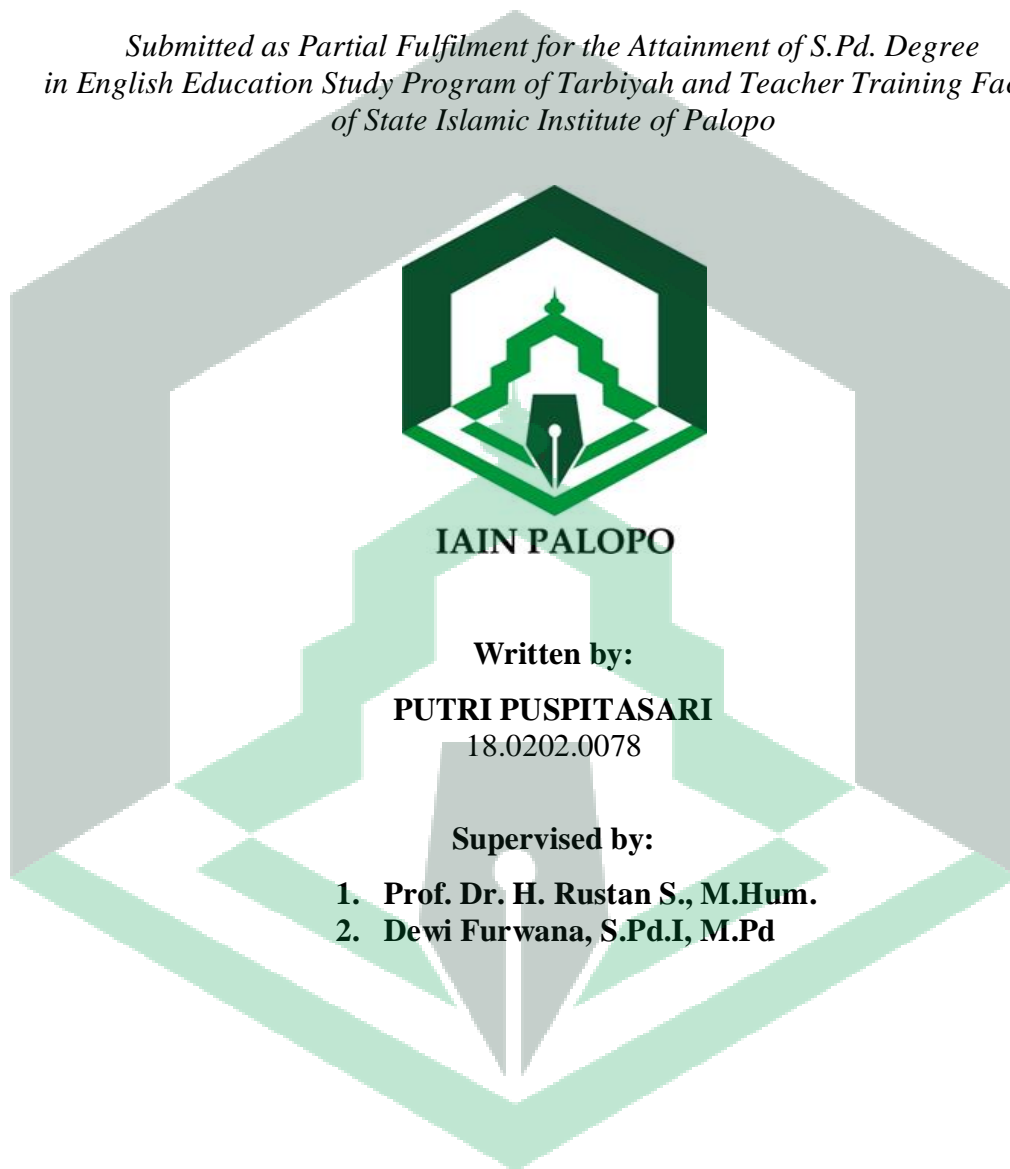 Submitted as Partial Fulfilment for the Attainment of S.Pd. Degree
in English Education Study Program of Tarbiyah and Teacher Training Fac
of State Islamic Institute of Palopo
IAIN PALOPO
Written by:
PUTRI PUSPITASARI
18.0202.0078
Supervised by:
1. Prof. Dr. H. Rustan S., M.Hum.
2. Dewi Furwana, S.Pd.I, M.Pd